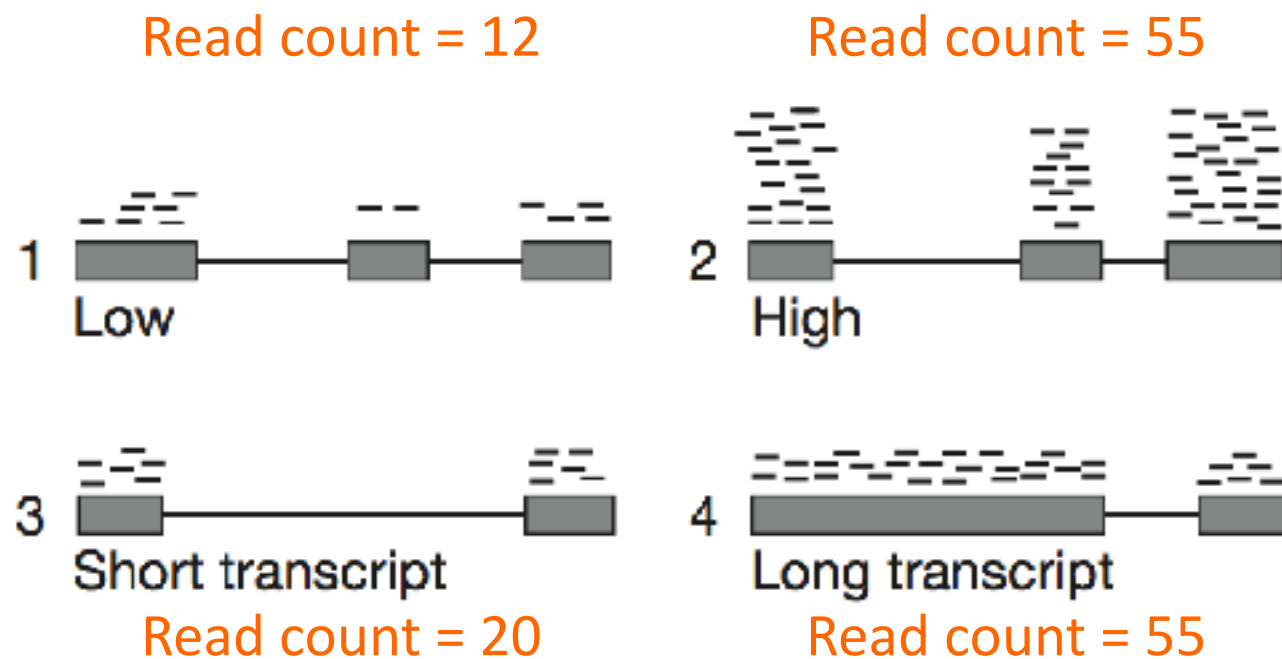 Read count = 12
Read count = 55
1
Low
2
High
3
Short transcript
4
Long transcript
Read count = 20
Read count = 55